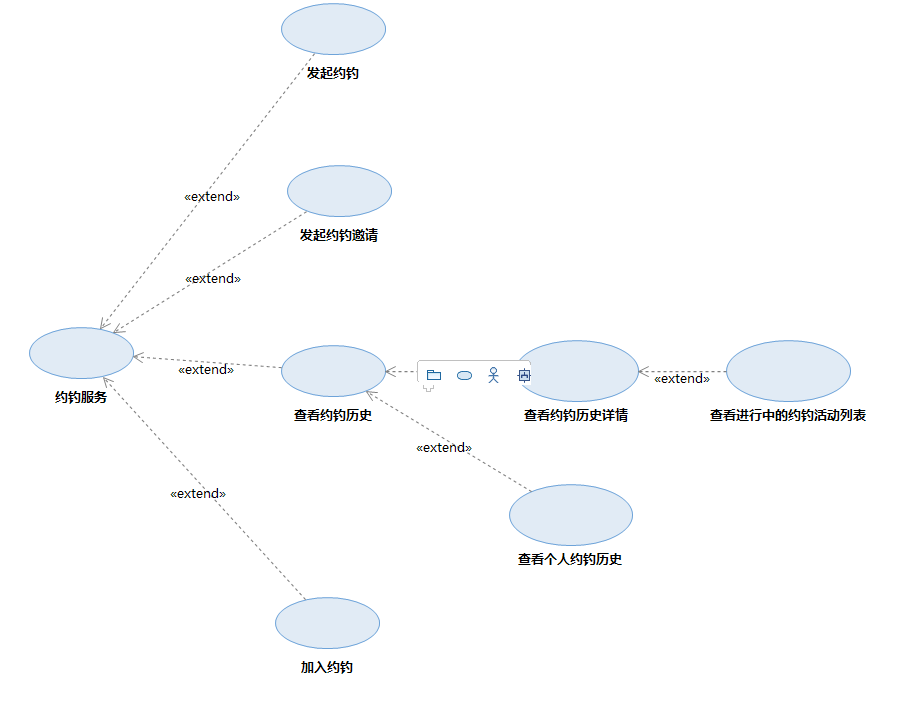 发起约钓
«extend»
发起约钓邀请
«extend»
约钓服务
«extend»
查看约钓历史
查看约钓历史详情
«extend»
查看进行中的约钓活动列表
«extend»
查看个人约钓历史
«extend»
加入约钓